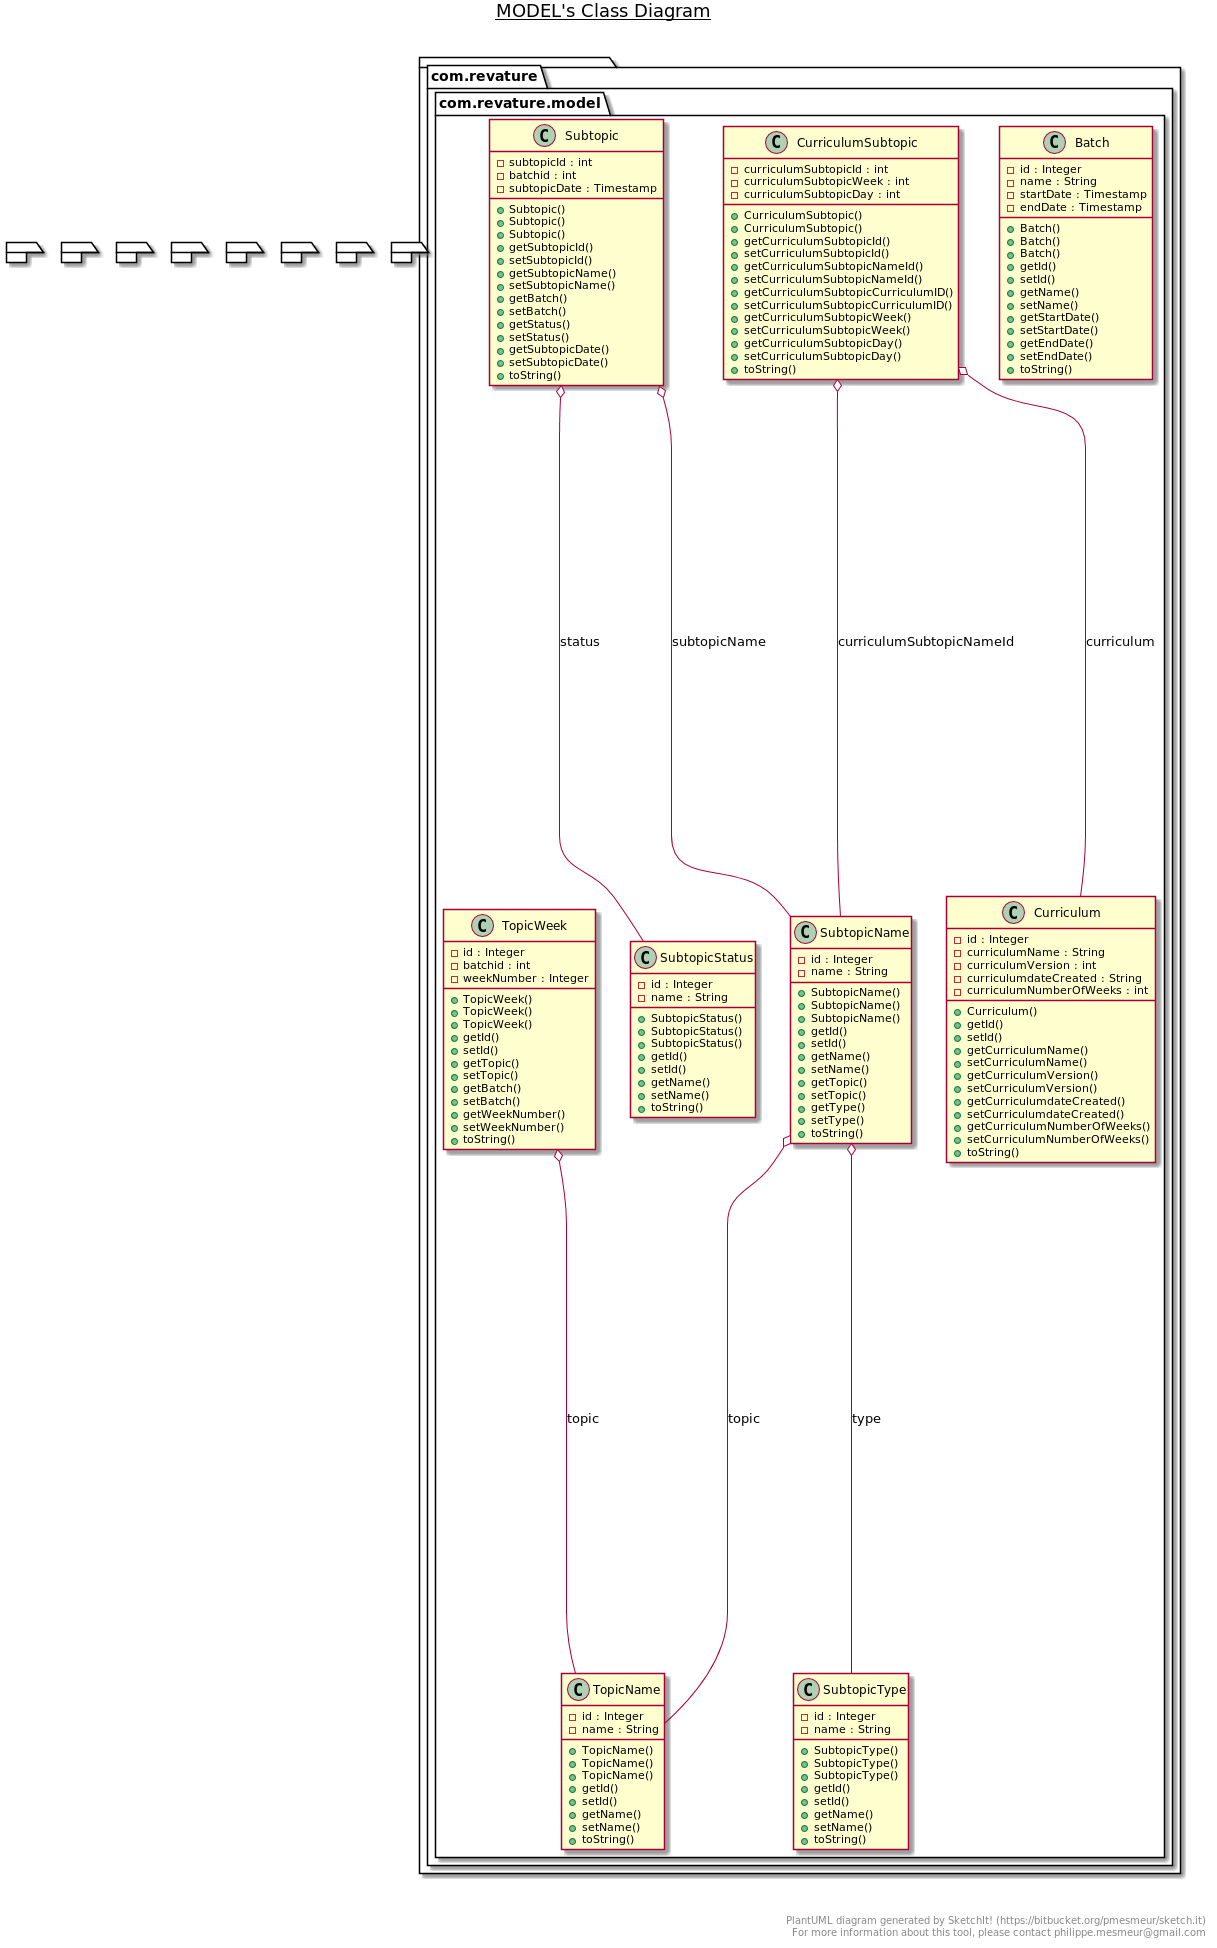 MODEL's Class Diagram
com.revature
com.revature.model
Subtopic
subtopicId : int
batchid : int
subtopicDate : Timestamp
Subtopic()
Subtopic()
Subtopic()
getSubtopicId()
setSubtopicId()
getSubtopicName()
setSubtopicName()
getBatch()
setBatch()
getStatus()
setStatus()
getSubtopicDate()
setSubtopicDate()
toString()
CurriculumSubtopic
curriculumSubtopicId : int
curriculumSubtopicWeek : int
curriculumSubtopicDay : int
CurriculumSubtopic()
CurriculumSubtopic()
getCurriculumSubtopicId()
setCurriculumSubtopicId()
getCurriculumSubtopicNameId()
setCurriculumSubtopicNameId()
getCurriculumSubtopicCurriculumID()
setCurriculumSubtopicCurriculumID()
getCurriculumSubtopicWeek()
setCurriculumSubtopicWeek()
getCurriculumSubtopicDay()
setCurriculumSubtopicDay()
toString()
Batch
id : Integer
name : String
startDate : Timestamp
endDate : Timestamp
Batch()
Batch()
Batch()
getId()
setId()
getName()
setName()
getStartDate()
setStartDate()
getEndDate()
setEndDate()
toString()
status
subtopicName
curriculumSubtopicNameId
curriculum
TopicWeek
id : Integer
batchid : int
weekNumber : Integer
TopicWeek()
TopicWeek()
TopicWeek()
getId()
setId()
getTopic()
setTopic()
getBatch()
setBatch()
getWeekNumber()
setWeekNumber()
toString()
SubtopicStatus
id : Integer
name : String
SubtopicStatus()
SubtopicStatus()
SubtopicStatus()
getId()
setId()
getName()
setName()
toString()
SubtopicName
id : Integer
name : String
SubtopicName()
SubtopicName()
SubtopicName()
getId()
setId()
getName()
setName()
getTopic()
setTopic()
getType()
setType()
toString()
Curriculum
id : Integer
curriculumName : String
curriculumVersion : int
curriculumdateCreated : String
curriculumNumberOfWeeks : int
Curriculum()
getId()
setId()
getCurriculumName()
setCurriculumName()
getCurriculumVersion()
setCurriculumVersion()
getCurriculumdateCreated()
setCurriculumdateCreated()
getCurriculumNumberOfWeeks()
setCurriculumNumberOfWeeks()
toString()
topic
topic
type
TopicName
id : Integer
name : String
TopicName()
TopicName()
TopicName()
getId()
setId()
getName()
setName()
toString()
SubtopicType
id : Integer
name : String
SubtopicType()
SubtopicType()
SubtopicType()
getId()
setId()
getName()
setName()
toString()
PlantUML diagram generated by SketchIt! (https://bitbucket.org/pmesmeur/sketch.it)
For more information about this tool, please contact philippe.mesmeur@gmail.com